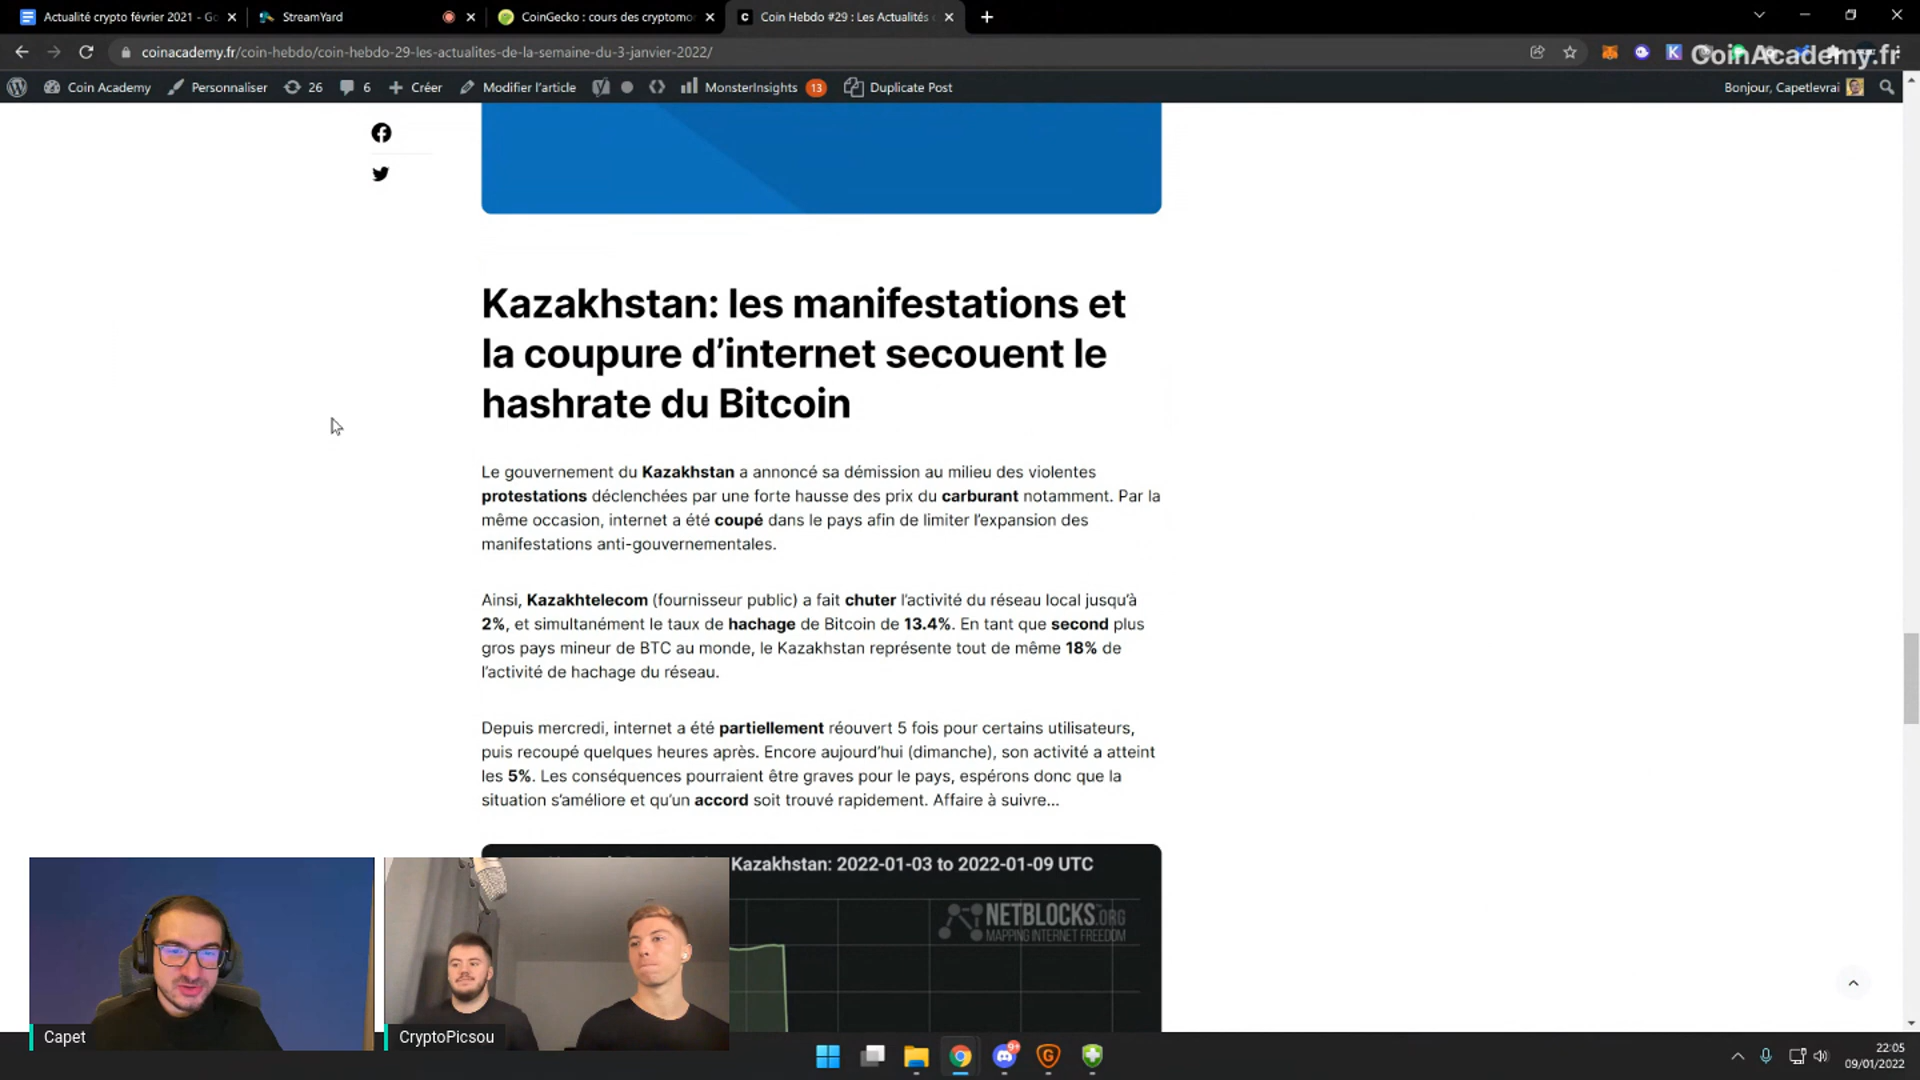 Actualité crypto février 2021 - Go
StreamYard
CoinGecko : cours des cryptomo
Coin Hebdo #29 : Les Actualités
coinacademy.fr/coin-hebdo/coin-hebdo-29-les-actualites-de-la-semaine-du-3-janvier-2022/
CoinAcademy.fr
Coin Academy
Personnaliser
26
6
Créer
Modifier l'article
MonsterInsights
13
Duplicate Post
Bonjour, Capetlevrai
Kazakhstan: les manifestations et
la coupure d’internet secouent le
hashrate du Bitcoin
Le gouvernement du Kazakhstan a annoncé sa démission au milieu des violentes
protestations déclenchées par une forte hausse des prix du carburant notamment. Par la
même occasion, internet a été coupé dans le pays afin de limiter l’expansion des
manifestations anti-gouvernementales.
Ainsi, Kazakhtelecom (fournisseur public) a fait chuter l’activité du réseau local jusqu’à
2%, et simultanément le taux de hachage de Bitcoin de 13.4%. En tant que second plus
gros pays mineur de BTC au monde, le Kazakhstan représente tout de même 18% de
l’activité de hachage du réseau.
Depuis mercredi, internet a été partiellement réouvert 5 fois pour certains utilisateurs,
puis recoupé quelques heures après. Encore aujourd’hui (dimanche), son activité a atteint
les 5%. Les conséquences pourraient être graves pour le pays, espérons donc que la
situation s’améliore et qu’un accord soit trouvé rapidement. Affaire à suivre…
Kazakhstan: 2022-01-03 to 2022-01-09 UTC
NETBLOCKS.ORG
MAPPING INTERNET FREEDOM
Capet
CryptoPicsou
9+
22:05
09/01/2022